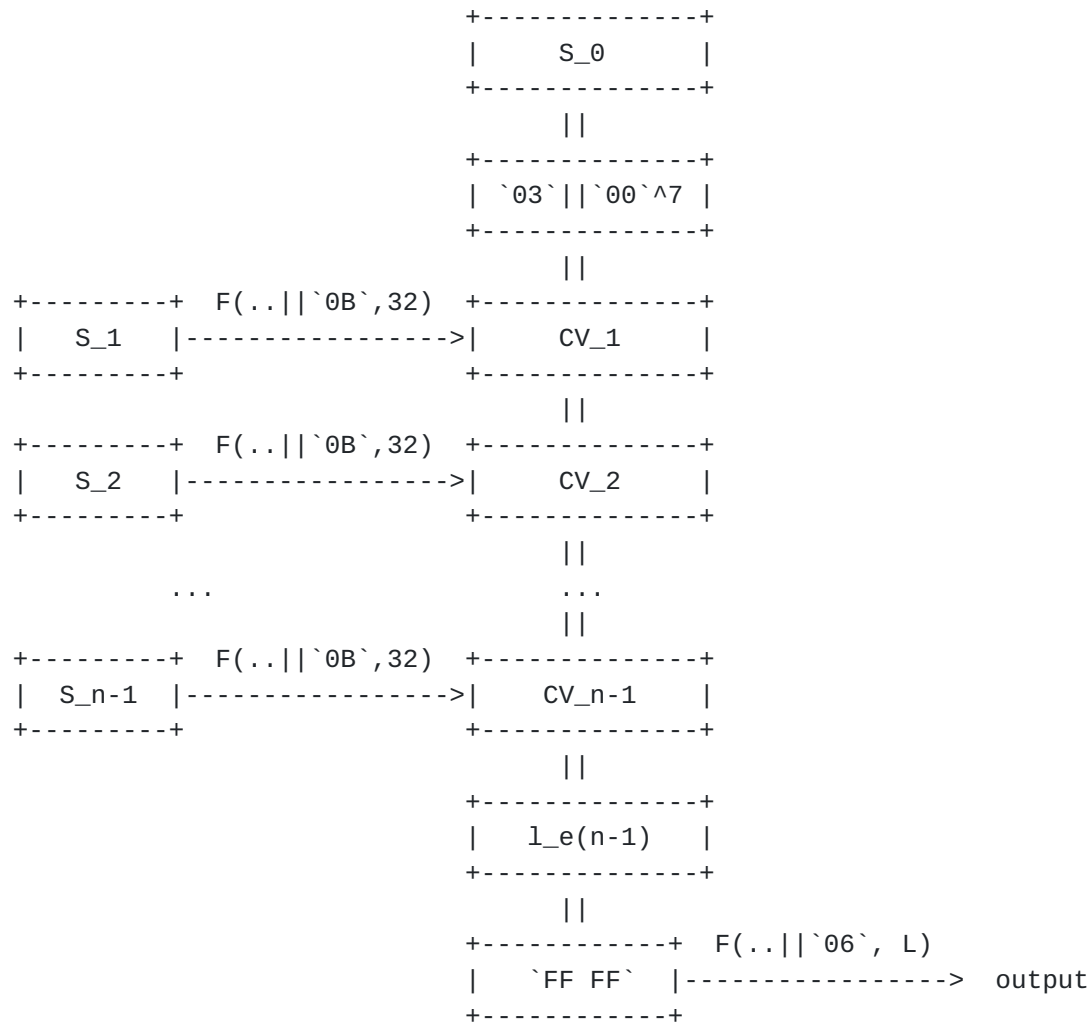 +--------------+
|     S_0      |
+--------------+
||
+--------------+
| `03`||`00`^7 |
+--------------+
||
+---------+  F(..||`0B`,32)  +--------------+
|   S_1   |----------------->|     CV_1     |
+---------+                  +--------------+
||
+---------+  F(..||`0B`,32)  +--------------+
|   S_2   |----------------->|     CV_2     |
+---------+                  +--------------+
||
...                      ...
||
+---------+  F(..||`0B`,32)  +--------------+
|  S_n-1  |----------------->|    CV_n-1    |
+---------+                  +--------------+
||
+--------------+
|   l_e(n-1)   |
+--------------+
||
+------------+  F(..||`06`, L)
|   `FF FF`  |----------------->  output
+------------+